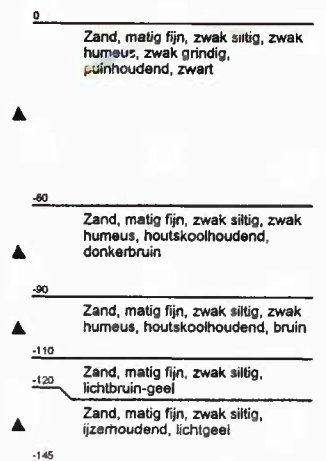 0
Zand, matig fijn, zwak siltig, zwak
humeus, zwak grindig,
puinhoudend, zwart
-60
Zand, matig fijn, zwak siltig, zwak
humeus, houtskoolhoudend,
donkerbruin
-90
Zand, matig fijn, zwak siltig, zwak
humeus, houtskoolhoudend, bruin
-110
Zand, matig fijn, zwak siltig,
lichtbruin-geel
-120
Zand, matig fijn, zwak siltig,
ijzerhoudend, lichtgeel
-145